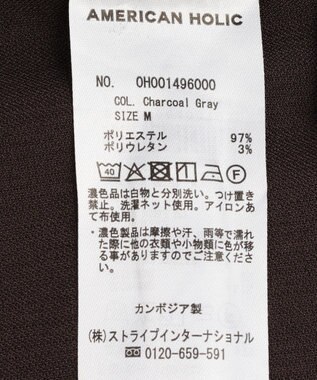 AMERICAN HOLIC
NO. 0H001496000
COL. Charcoal Gray
SIZE M
ポリエステル 97%
ポリウレタン 3%
40 F
濃色品は白物と分別洗い。つけ置き
禁止。洗濯ネット使用。アイロンあ
て布使用。
・濃色製品は摩擦や汗、雨等で濡れ
た際に他の衣類や小物類に色が移
る事がありますのでご注意くださ
い。
カンボジア製
(株)ストライプインターナショナル
0120-659-591